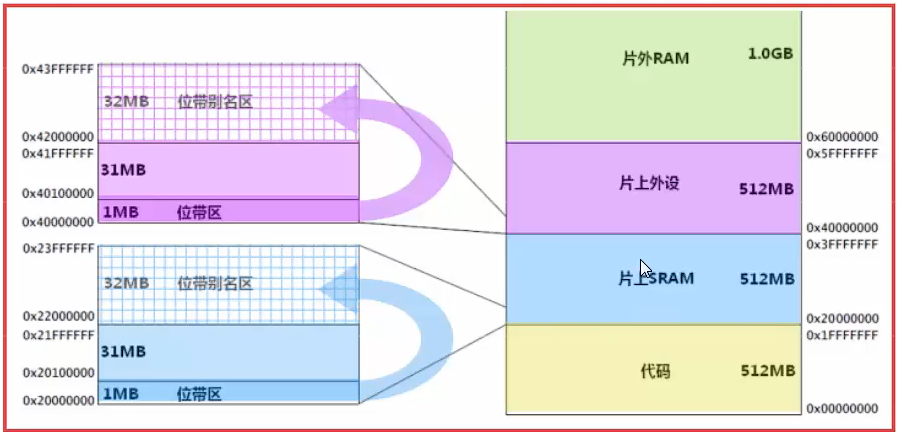 0x43FFFFFF
32MB 位带别名区
0x42000000
0x41FFFFFF
31MB
0x40100000
1MB 位带区
0x40000000
0x23FFFFFF
32MB 位带别名区
0x22000000
0x21FFFFFF
31MB
0x20100000
1MB 位带区
0x20000000
片外RAM 1.0GB
0x60000000
0x5FFFFFFF
片上外设 512MB
0x40000000
0x3FFFFFFF
片上SRAM 512MB
0x20000000
0x1FFFFFFF
代码 512MB
0x00000000